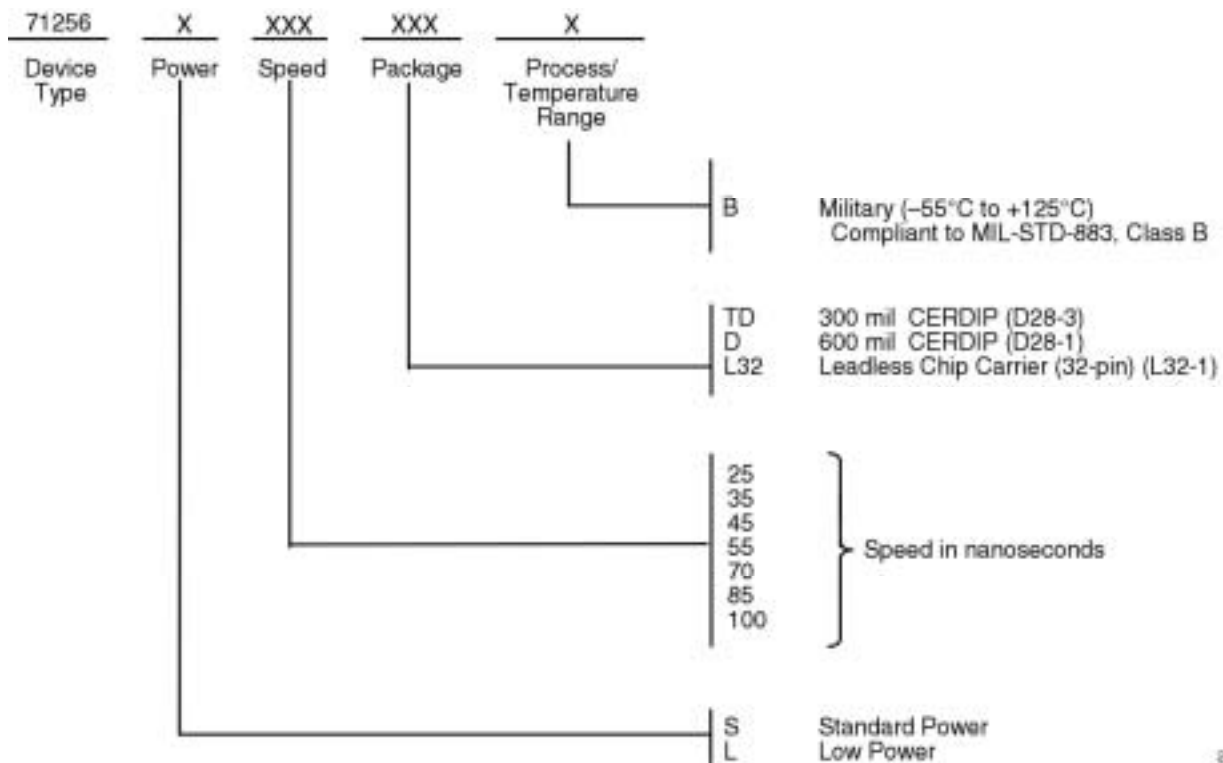 71256 X XXX XXX X
Device Type
Power
Speed
Package
Process/
Temperature
Range
B Military (–55°C to +125°C)
Compliant to MIL-STD-883, Class B
TD 300 mil CERDIP (D28-3)
D 600 mil CERDIP (D28-1)
L32 Leadless Chip Carrier (32-pin) (L32-1)
25
35
45
55
70
85
100
Speed in nanoseconds
S Standard Power
L Low Power